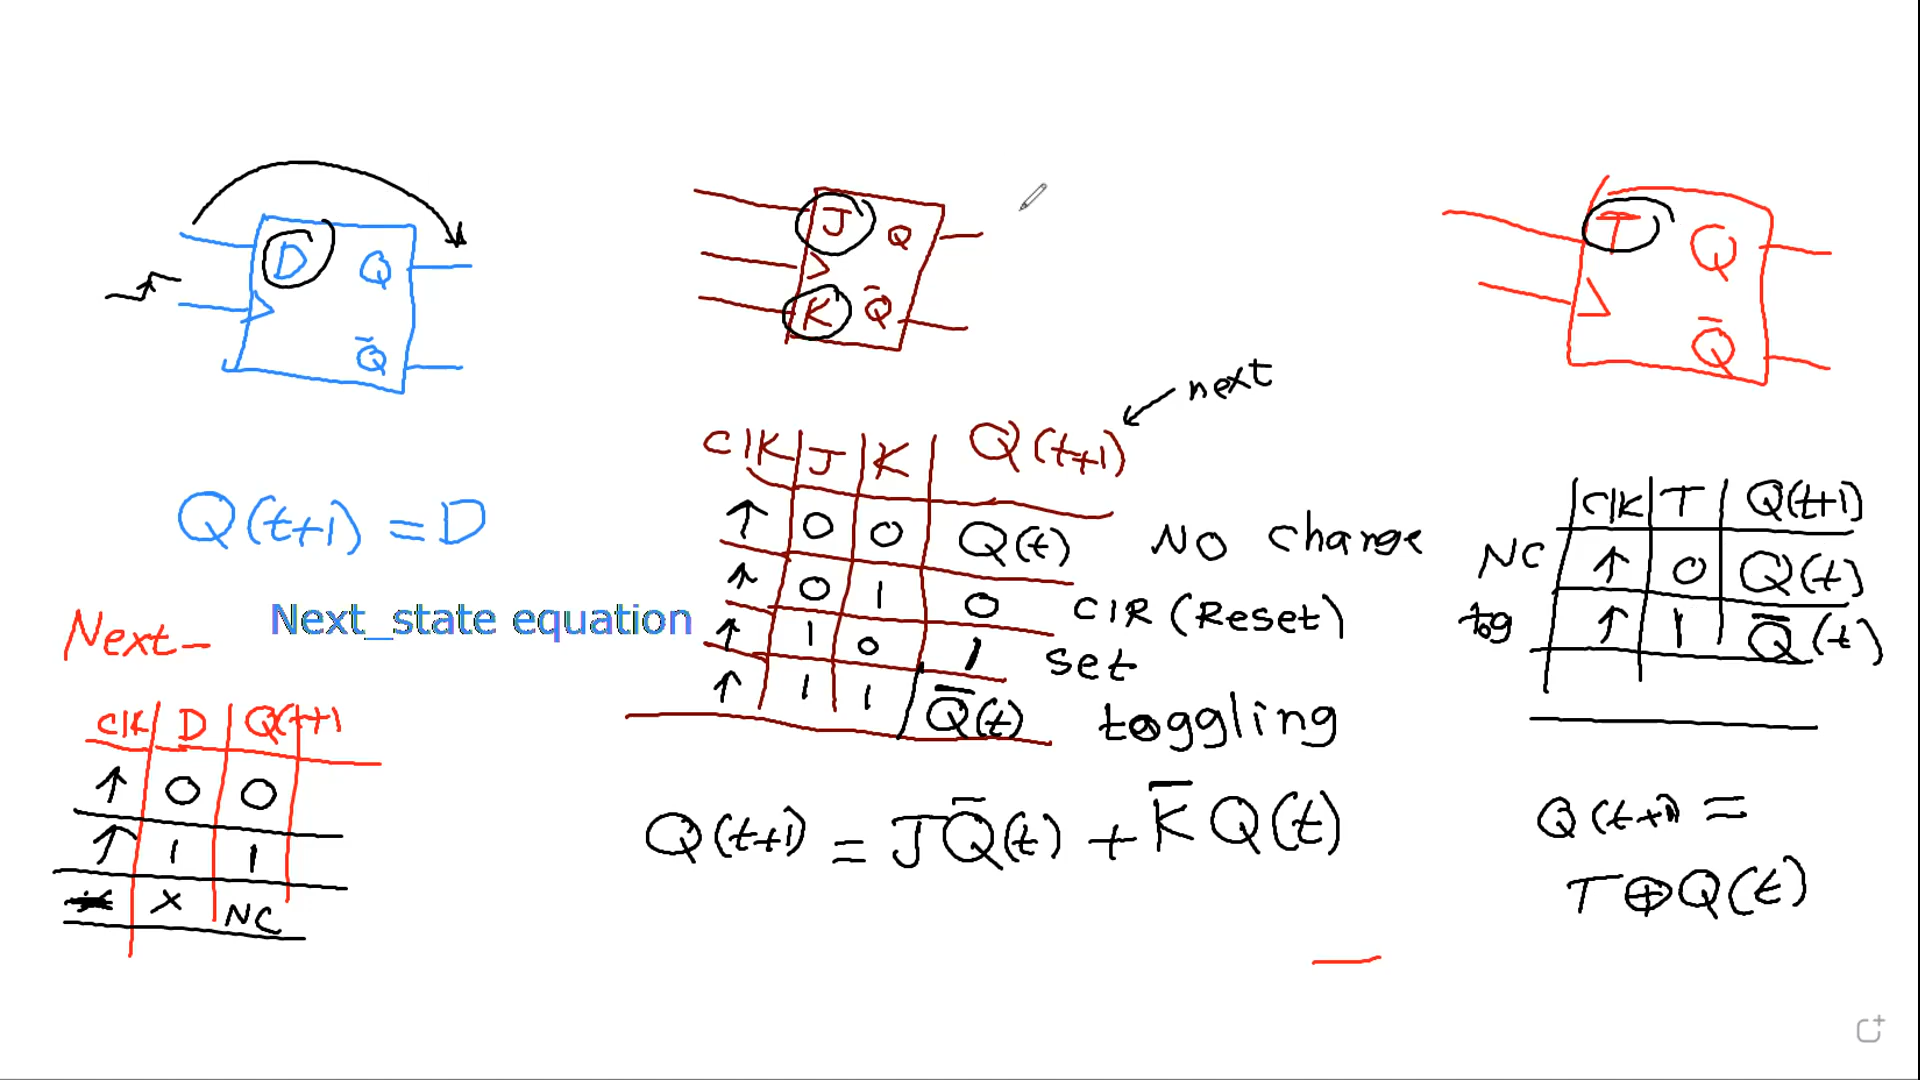 D Q
Q̅
Q(t+1) = D
Next-
Next_state equation
Clk D Q(t+1)
↑ 0 0
↑ 1 1
X NC
J Q
K Q̅
next
Clk J K Q(t+1)
↑ 0 0 Q(t) NO change
↑ 0 1 0 ClR (Reset)
↑ 1 0 1 set
↑ 1 1 Q̅(t) toggling
Q(t+1) = JQ̅(t) + K̅Q(t)
T Q
Q̅
Clk T Q(t+1)
NC ↑ 0 Q(t)
tog ↑ 1 Q̅(t)
Q(t+1) =
T⊕Q(t)